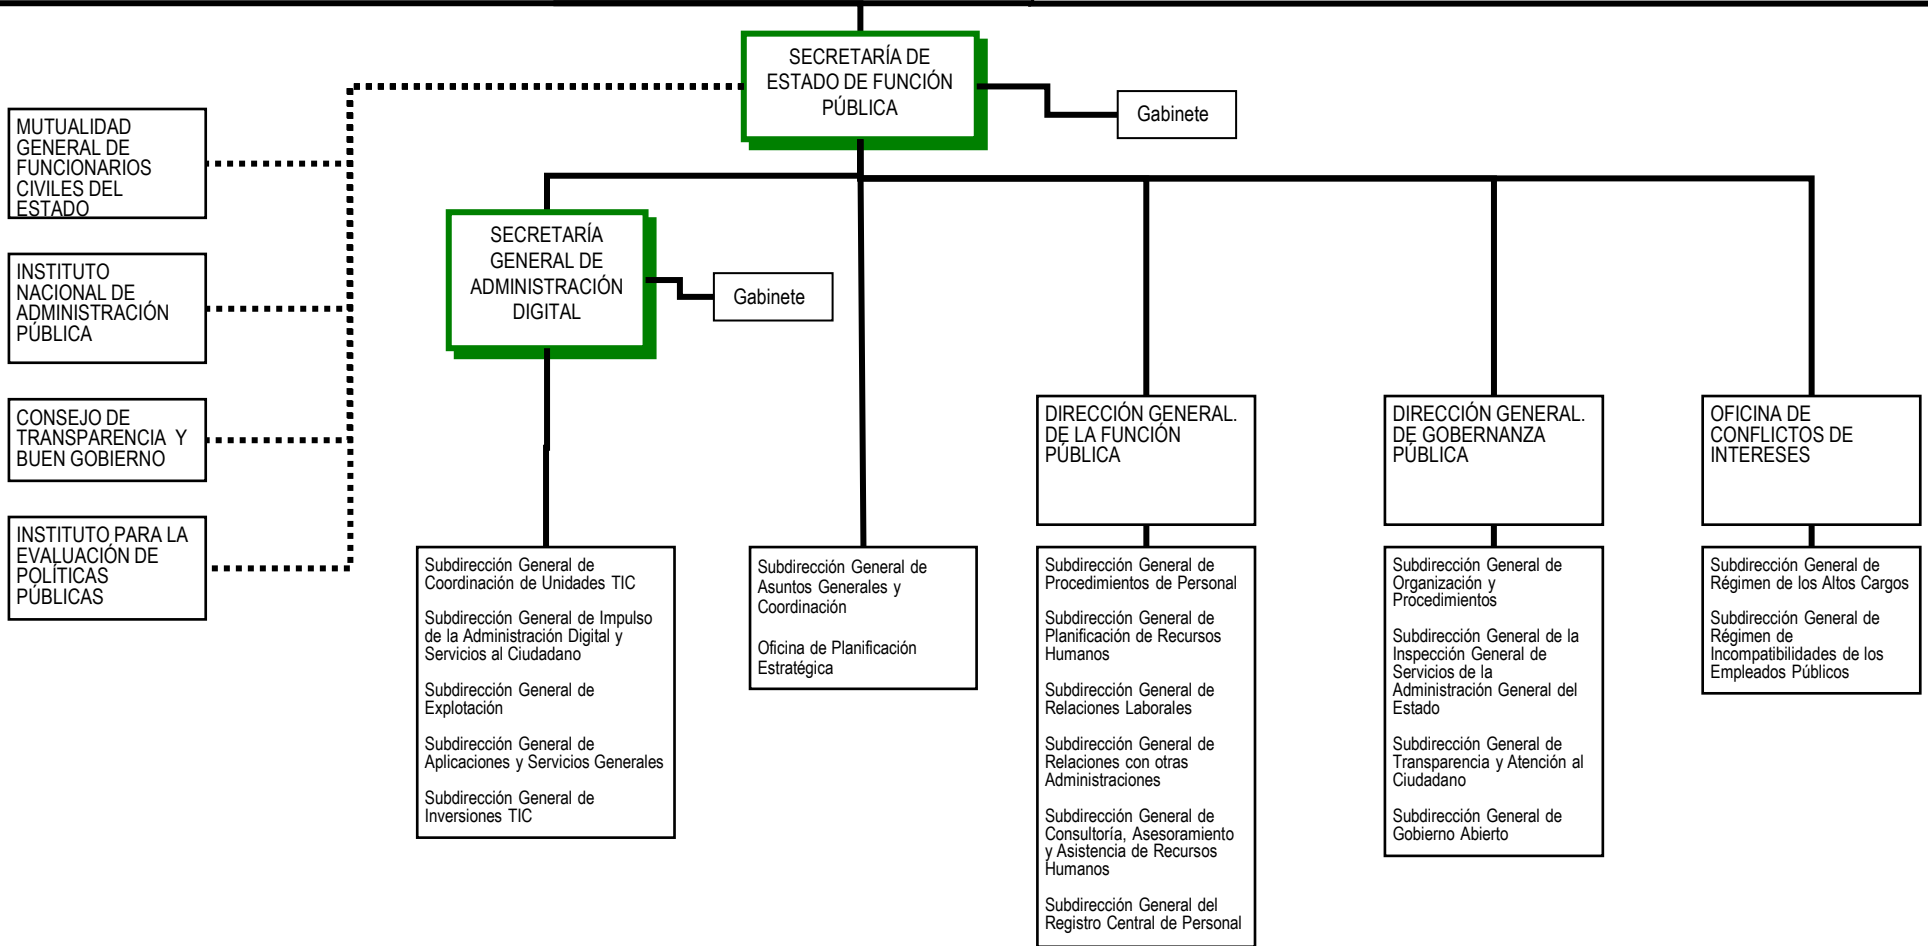 SECRETARÍA DE
ESTADO DE FUNCIÓN
PÚBLICA
Gabinete
MUTUALIDAD
GENERAL DE
FUNCIONARIOS
CIVILES DEL
ESTADO
INSTITUTO
NACIONAL DE
ADMINISTRACIÓN
PÚBLICA
CONSEJO DE
TRANSPARENCIA Y
BUEN GOBIERNO
INSTITUTO PARA LA
EVALUACIÓN DE
POLÍTICAS
PÚBLICAS
SECRETARÍA
GENERAL DE
ADMINISTRACIÓN
DIGITAL
Gabinete
DIRECCIÓN GENERAL.
DE LA FUNCIÓN
PÚBLICA
DIRECCIÓN GENERAL.
DE GOBERNANZA
PÚBLICA
OFICINA DE
CONFLICTOS DE
INTERESES
Subdirección General de
Coordinación de Unidades TIC
Subdirección General de Impulso
de la Administración Digital y
Servicios al Ciudadano
Subdirección General de
Explotación
Subdirección General de
Aplicaciones y Servicios Generales
Subdirección General de
Inversiones TIC
Subdirección General de
Asuntos Generales y
Coordinación
Oficina de Planificación
Estratégica
Subdirección General de
Procedimientos de Personal
Subdirección General de
Planificación de Recursos
Humanos
Subdirección General de
Relaciones Laborales
Subdirección General de
Relaciones con otras
Administraciones
Subdirección General de
Consultoría, Asesoramiento
y Asistencia de Recursos
Humanos
Subdirección General del
Registro Central de Personal
Subdirección General de
Organización y
Procedimientos
Subdirección General de la
Inspección General de
Servicios de la
Administración General del
Estado
Subdirección General de
Transparencia y Atención al
Ciudadano
Subdirección General de
Gobierno Abierto
Subdirección General de
Régimen de los Altos Cargos
Subdirección General de
Régimen de
Incompatibilidades de los
Empleados Públicos